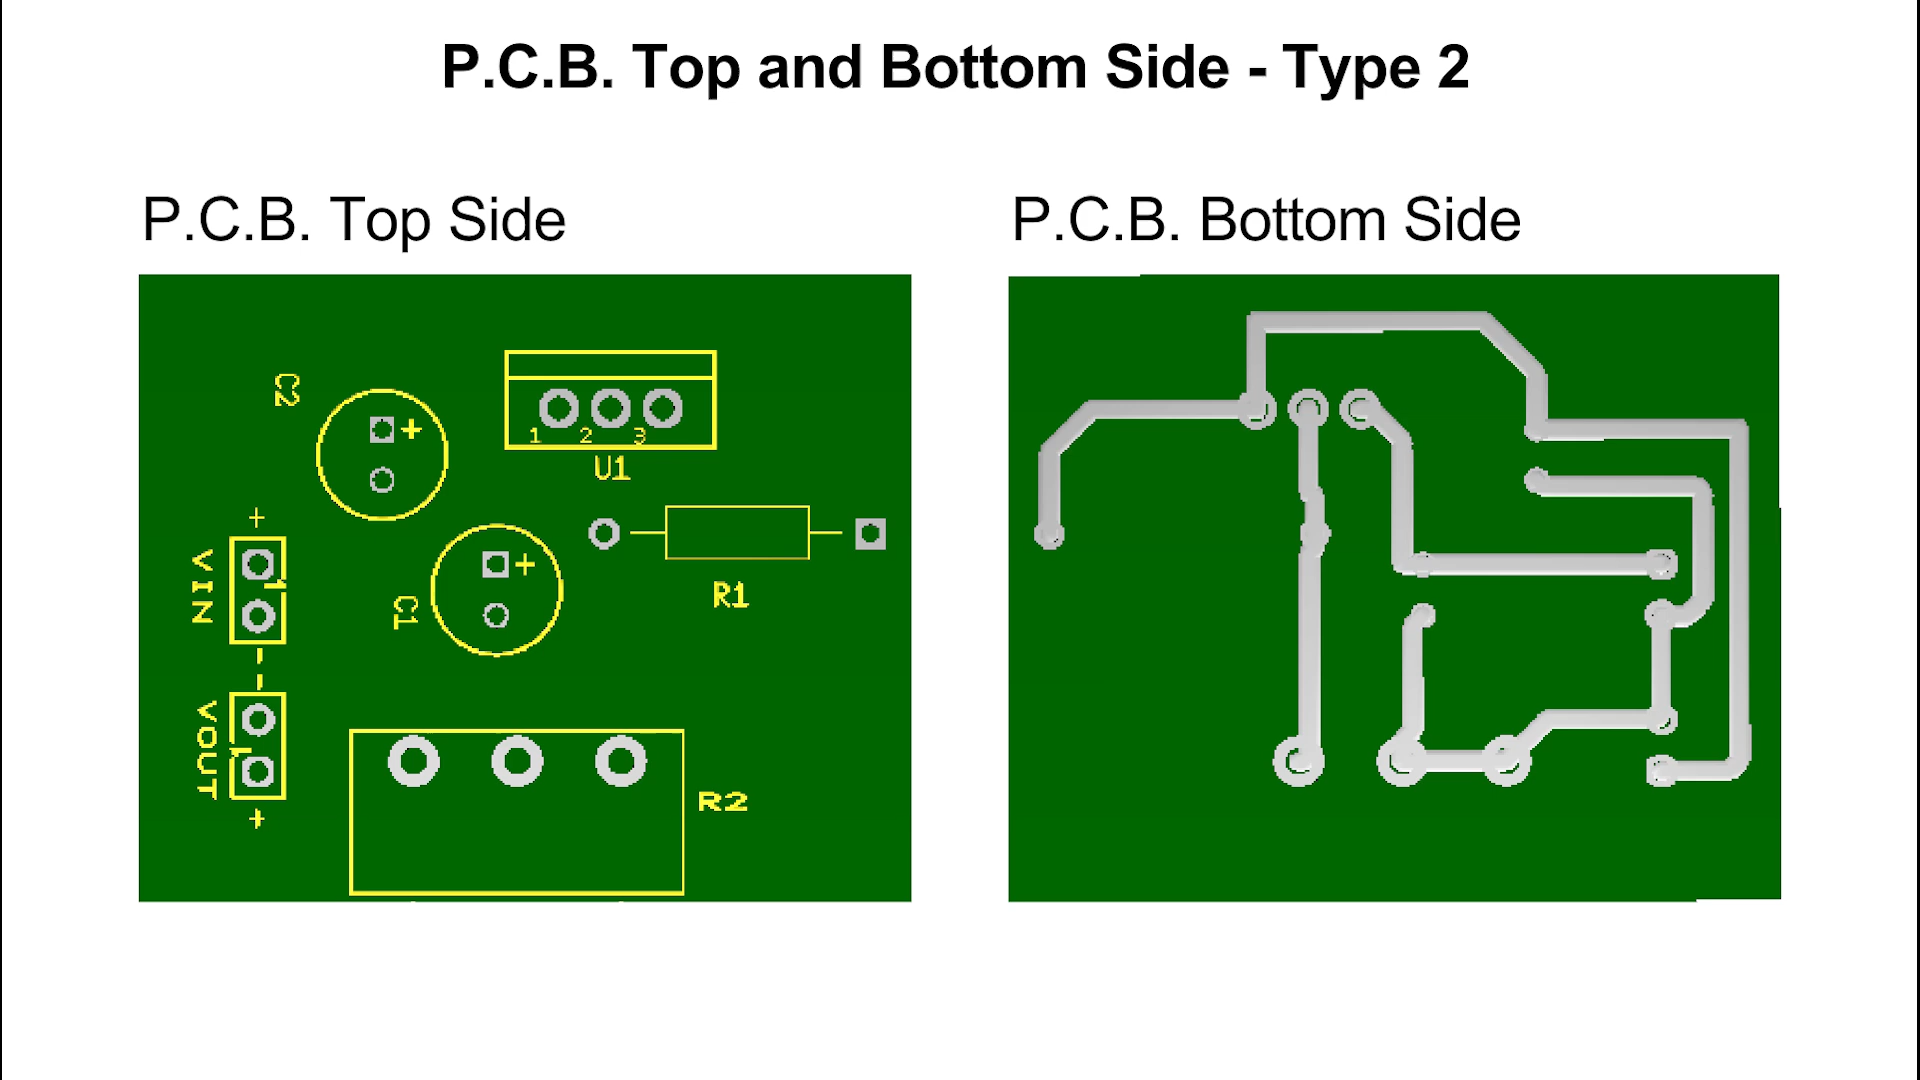 P.C.B. Top and Bottom Side - Type 2
P.C.B. Top Side
P.C.B. Bottom Side
C2
+
1 2 3
U1
+
VIN
C1
+
R1
-
-
VOUT
+
R2